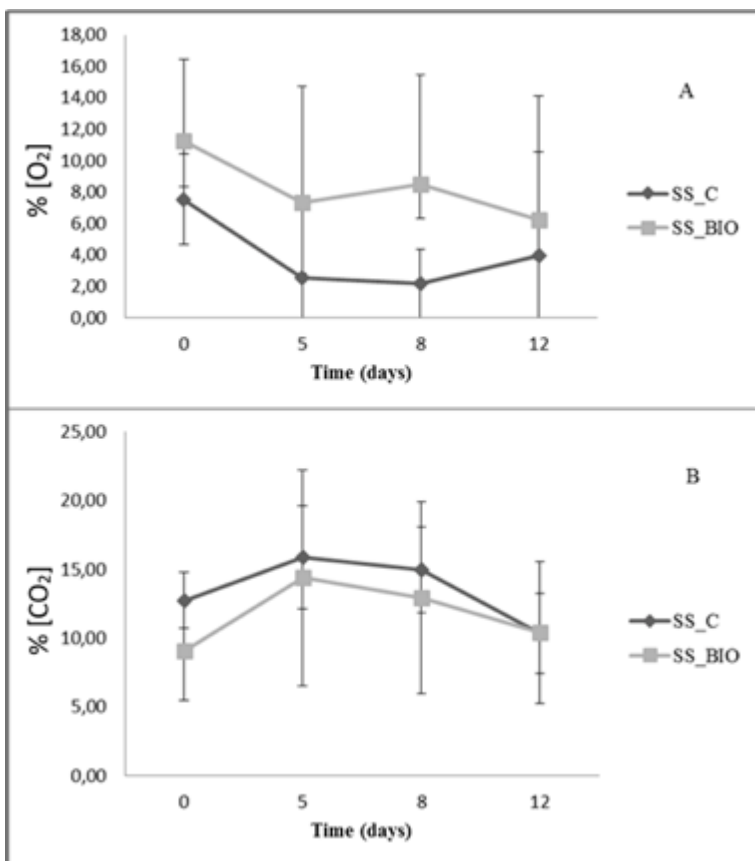 18,00
16,00
14,00
12,00
10,00
8,00
6,00
4,00
2,00
0,00
% [O₂]
0 5 8 12
Time (days)
A
SS_C
SS_BIO
25,00
20,00
15,00
10,00
5,00
0,00
% [CO₂]
0 5 8 12
Time (days)
B
SS_C
SS_BIO